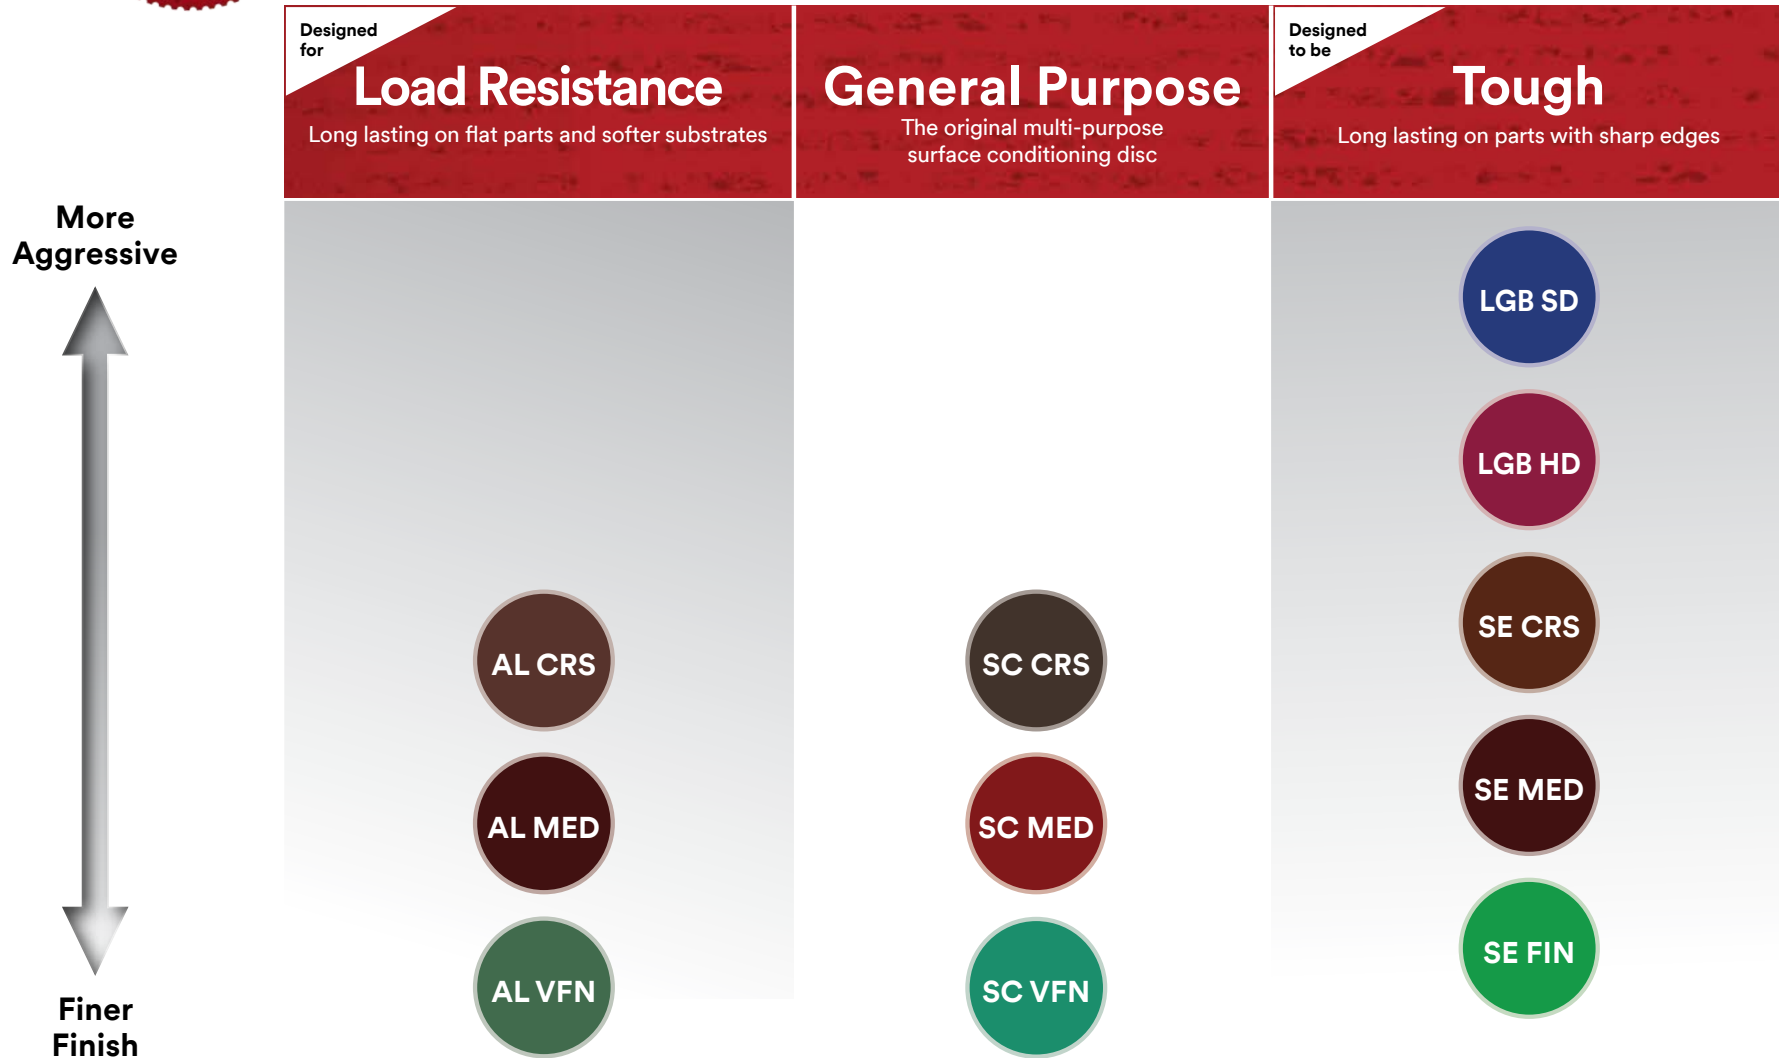 Designed
for
Load Resistance
Long lasting on flat parts and softer substrates
General Purpose
The original multi-purpose
surface conditioning disc
Designed
to be
Tough
Long lasting on parts with sharp edges
More
Aggressive
Finer
Finish
AL CRS
AL MED
AL VFN
SC CRS
SC MED
SC VFN
LGB SD
LGB HD
SE CRS
SE MED
SE FIN